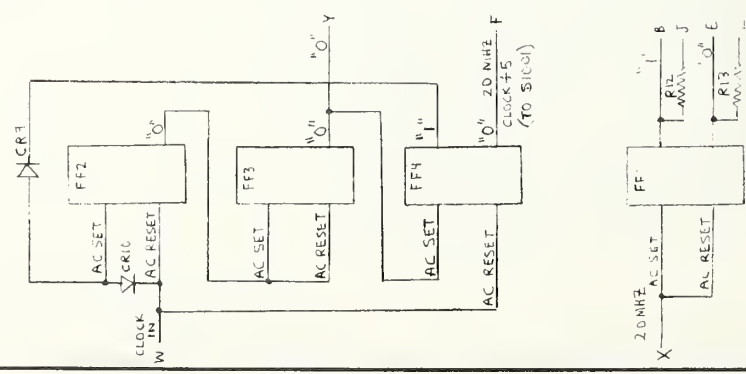 CR7
FF2
"0"
AC SET
CR10
AC RESET
CLOCK
IN
W
FF3
"0"
"0"
Y
AC SET
AC RESET
FF4
"1"
"0"
20 MHZ
F
CLOCK ÷5
(TO S1C01)
AC SET
AC RESET
FF
"1"
B
R12
J
"0"
E
R13
20 MHZ
X
AC SET
AC RESET